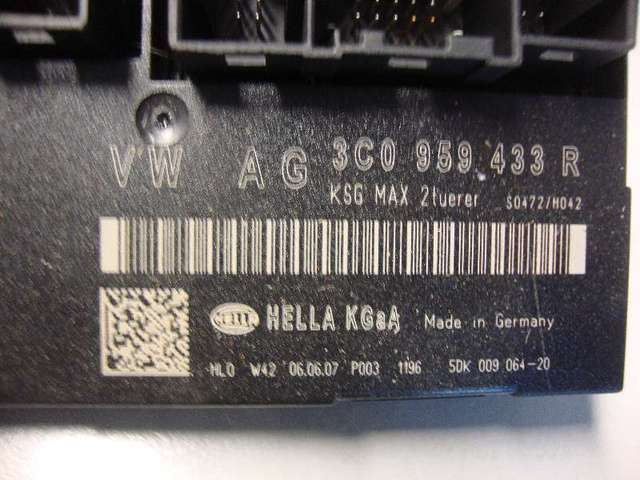 VW AG 3C0 959 433 R
KSG MAX 2tuerer S0472/H042
HELLA HELLA KGaA Made in Germany
HLO W42 06.06.07 P003 1196 5DK 009 064-20